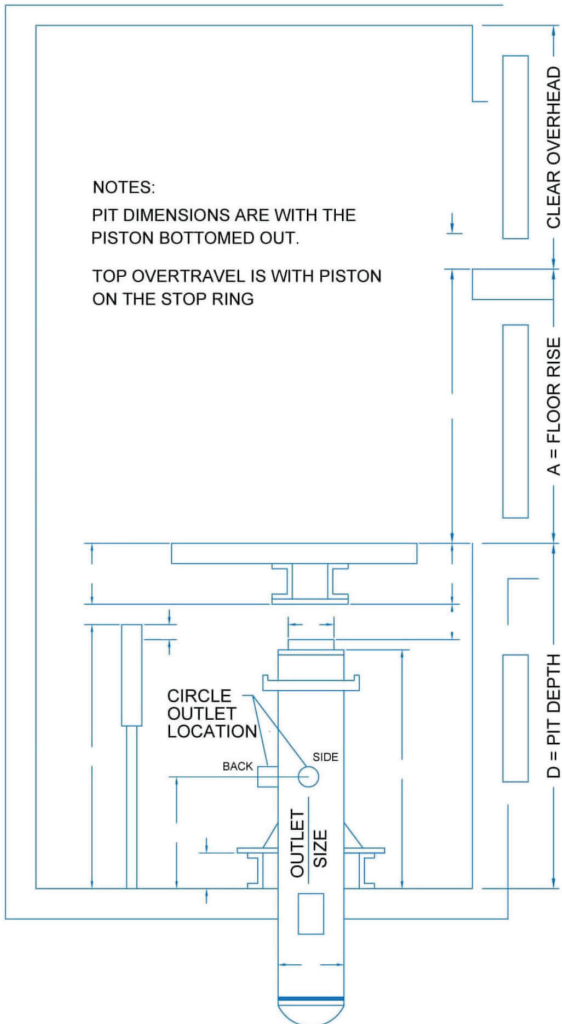 NOTES:
PIT DIMENSIONS ARE WITH THE
PISTON BOTTOMED OUT.
TOP OVERTRAVEL IS WITH PISTON
ON THE STOP RING
CLEAR OVERHEAD
A = FLOOR RISE
D = PIT DEPTH
CIRCLE
OUTLET
LOCATION
BACK
SIDE
OUTLET
SIZE